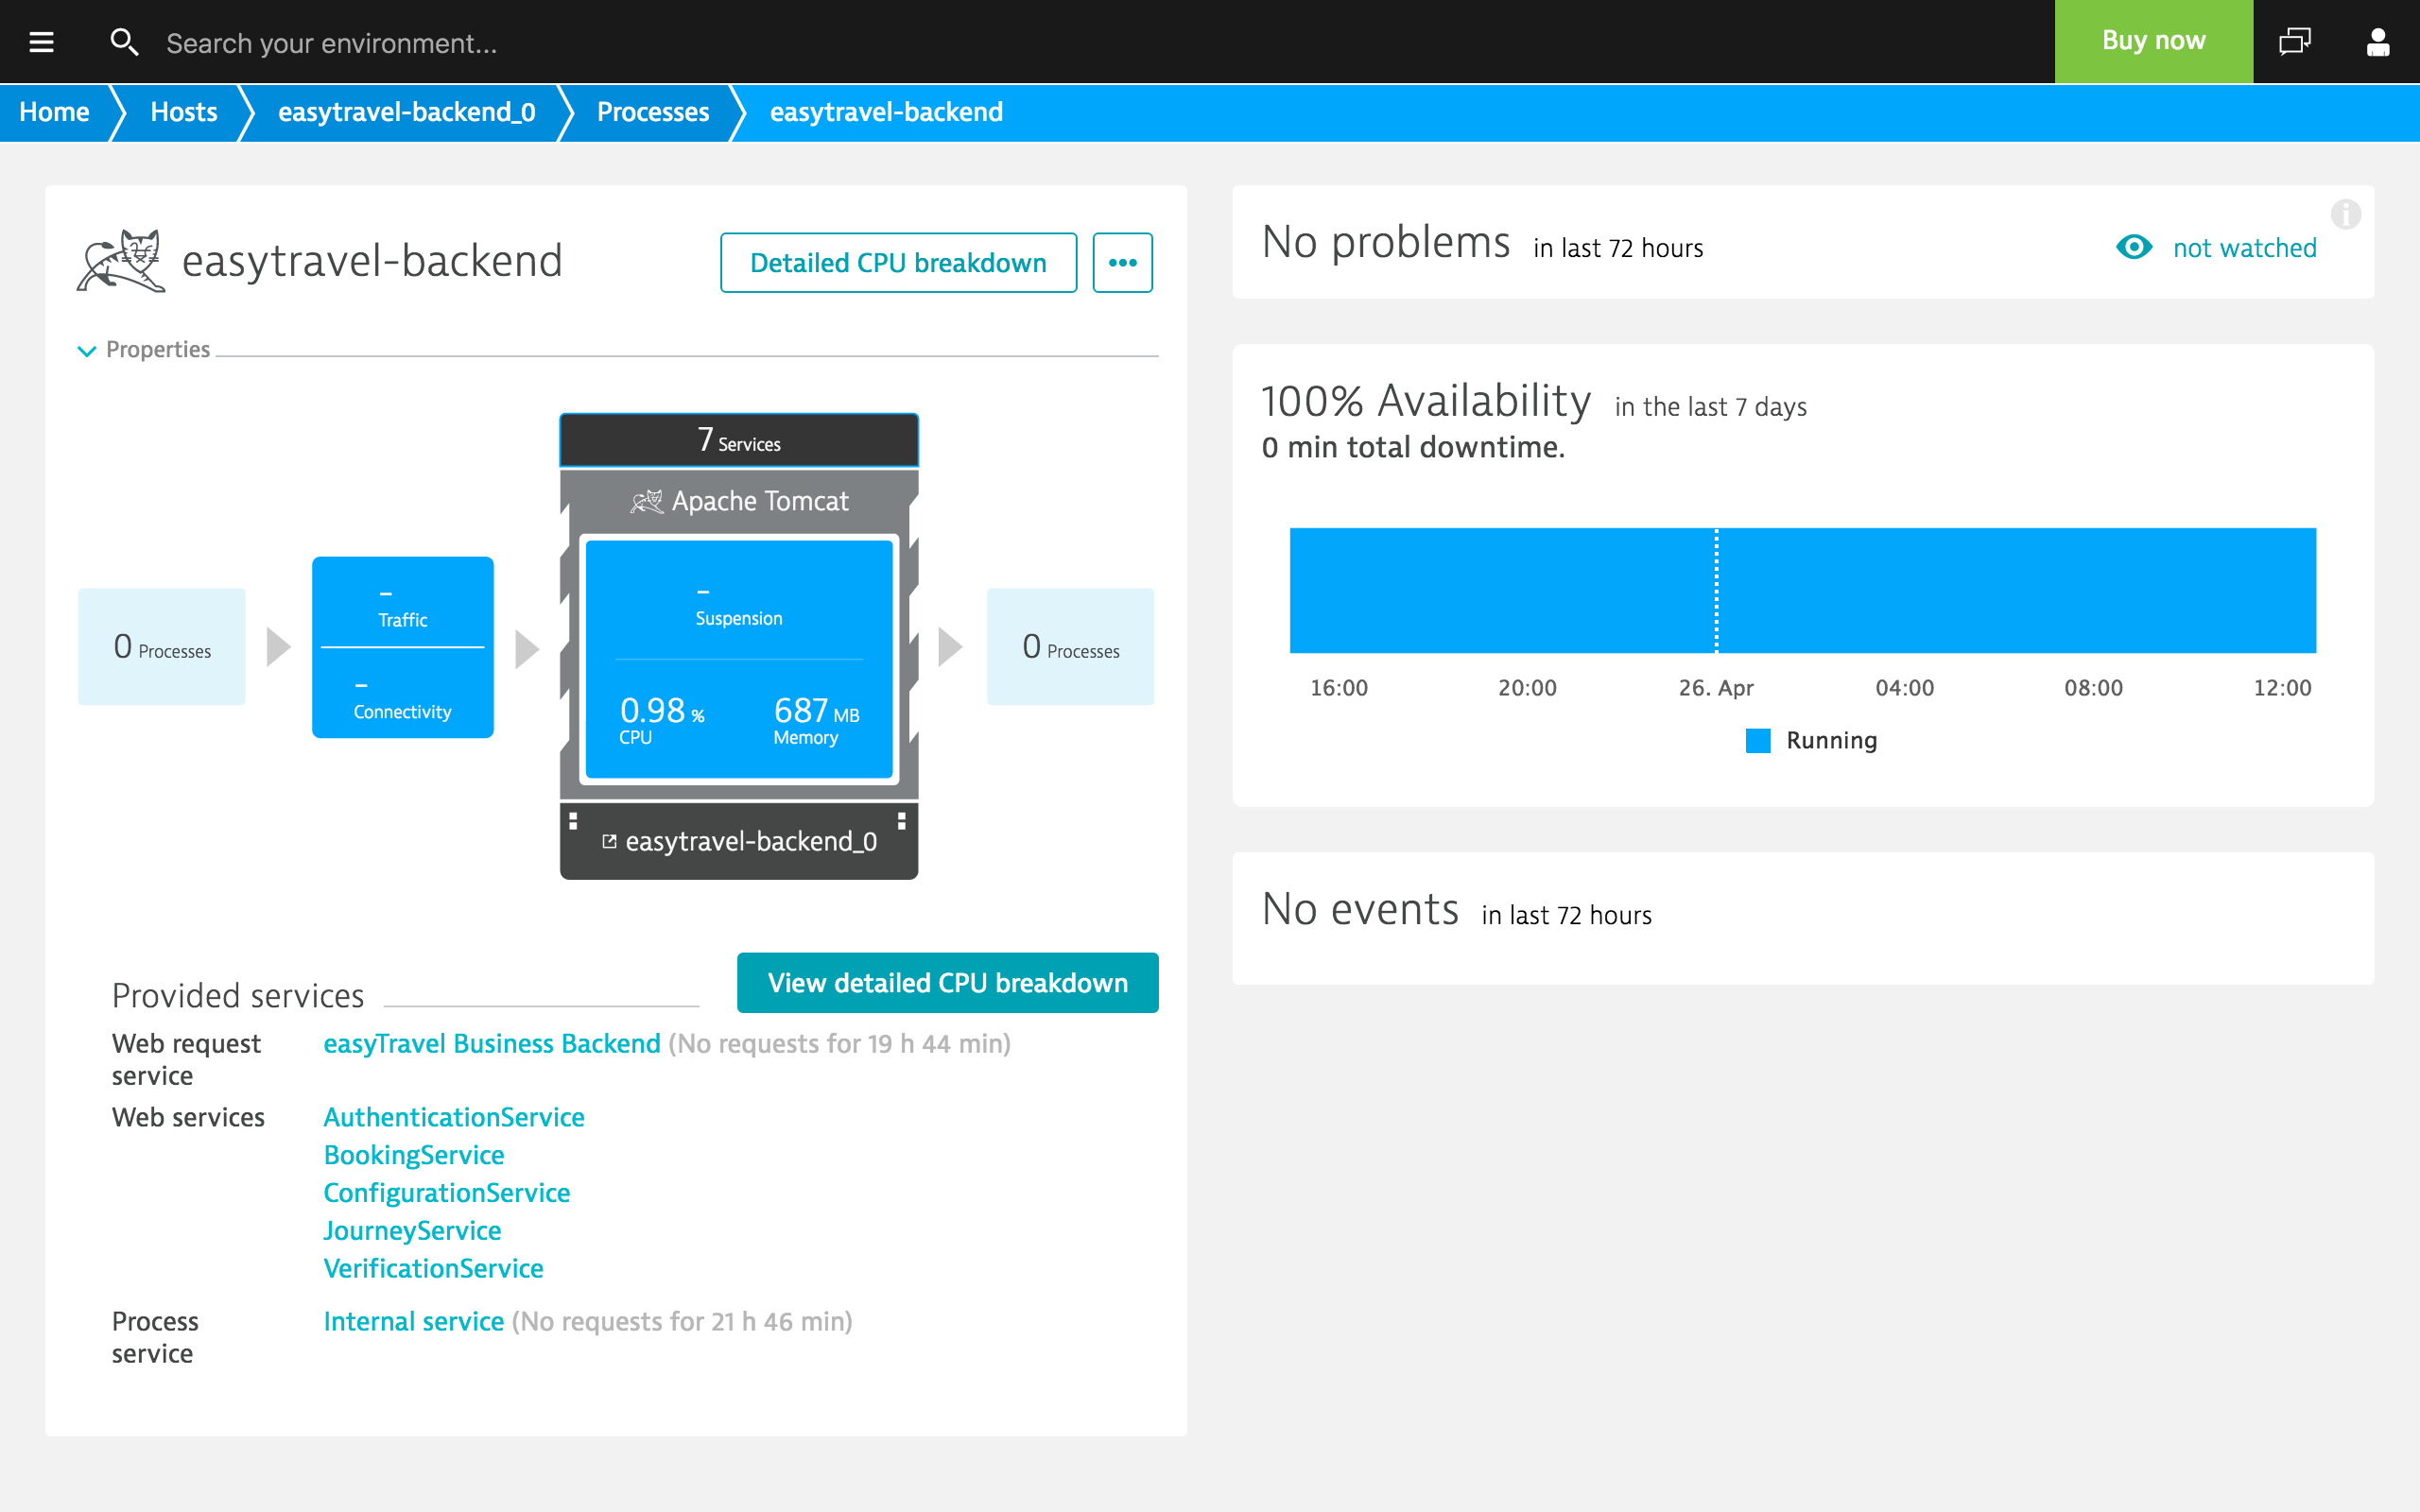 Search your environment...
Buy now
Home
Hosts
easytravel-backend_0
Processes
easytravel-backend
easytravel-backend
Detailed CPU breakdown
Properties
7 Services
Apache Tomcat
–
Suspension
0.98 %
CPU
687 MB
Memory
easytravel-backend_0
0 Processes
–
Traffic
–
Connectivity
0 Processes
Provided services
View detailed CPU breakdown
Web request
service
easyTravel Business Backend (No requests for 19 h 44 min)
Web services
AuthenticationService
BookingService
ConfigurationService
JourneyService
VerificationService
Process
service
Internal service (No requests for 21 h 46 min)
No problems in last 72 hours
not watched
100% Availability in the last 7 days
0 min total downtime.
16:00 20:00 26. Apr 04:00 08:00 12:00
Running
No events in last 72 hours